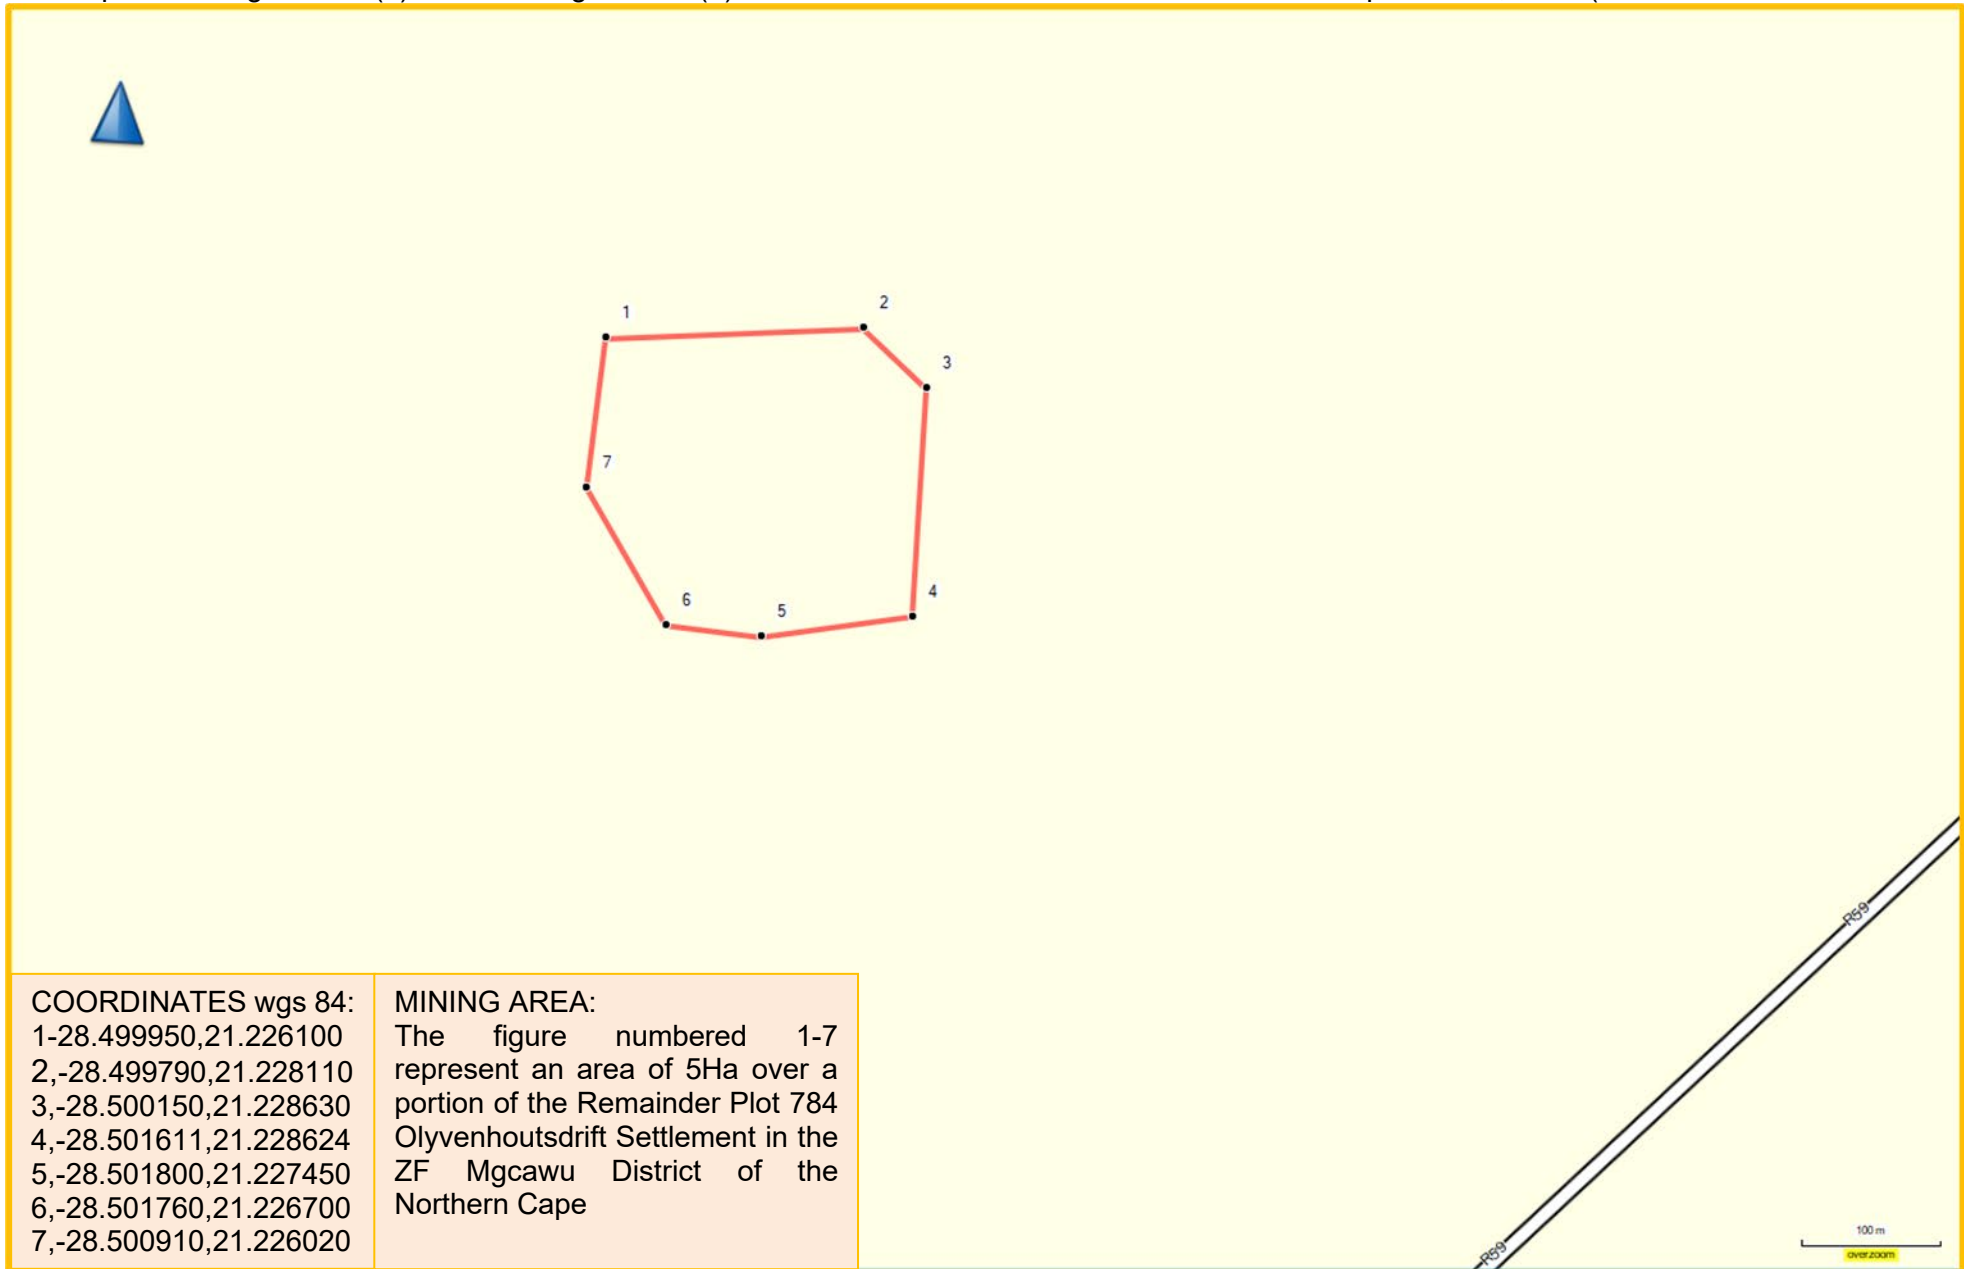 1
2
3
7
4
6
5
R59
R59
COORDINATES wgs 84:
1-28.499950,21.226100
2,-28.499790,21.228110
3,-28.500150,21.228630
4,-28.501611,21.228624
5,-28.501800,21.227450
6,-28.501760,21.226700
7,-28.500910,21.226020
MINING AREA:
The figure numbered 1-7
represent an area of 5Ha over a
portion of the Remainder Plot 784
Olyvenhoutsdrift Settlement in the
ZF Mgcawu District of the
Northern Cape
100 m
overzoom